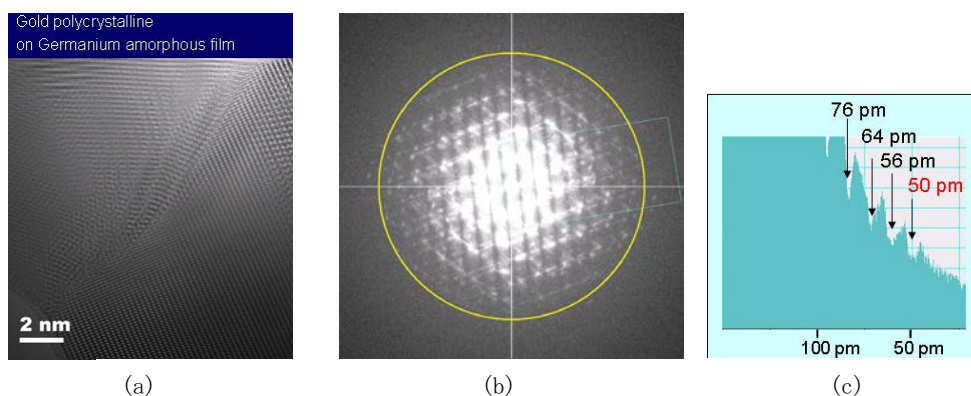 Gold polycrystalline
on Germanium amorphous film
2 nm
(a)
(b)
76 pm
64 pm
56 pm
50 pm
100 pm
50 pm
(c)